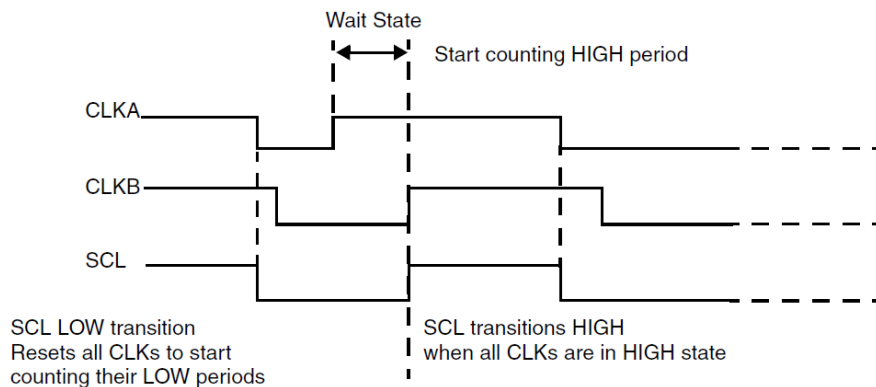 Wait State
Start counting HIGH period
CLKA
CLKB
SCL
SCL LOW transition
Resets all CLKs to start
counting their LOW periods
SCL transitions HIGH
when all CLKs are in HIGH state